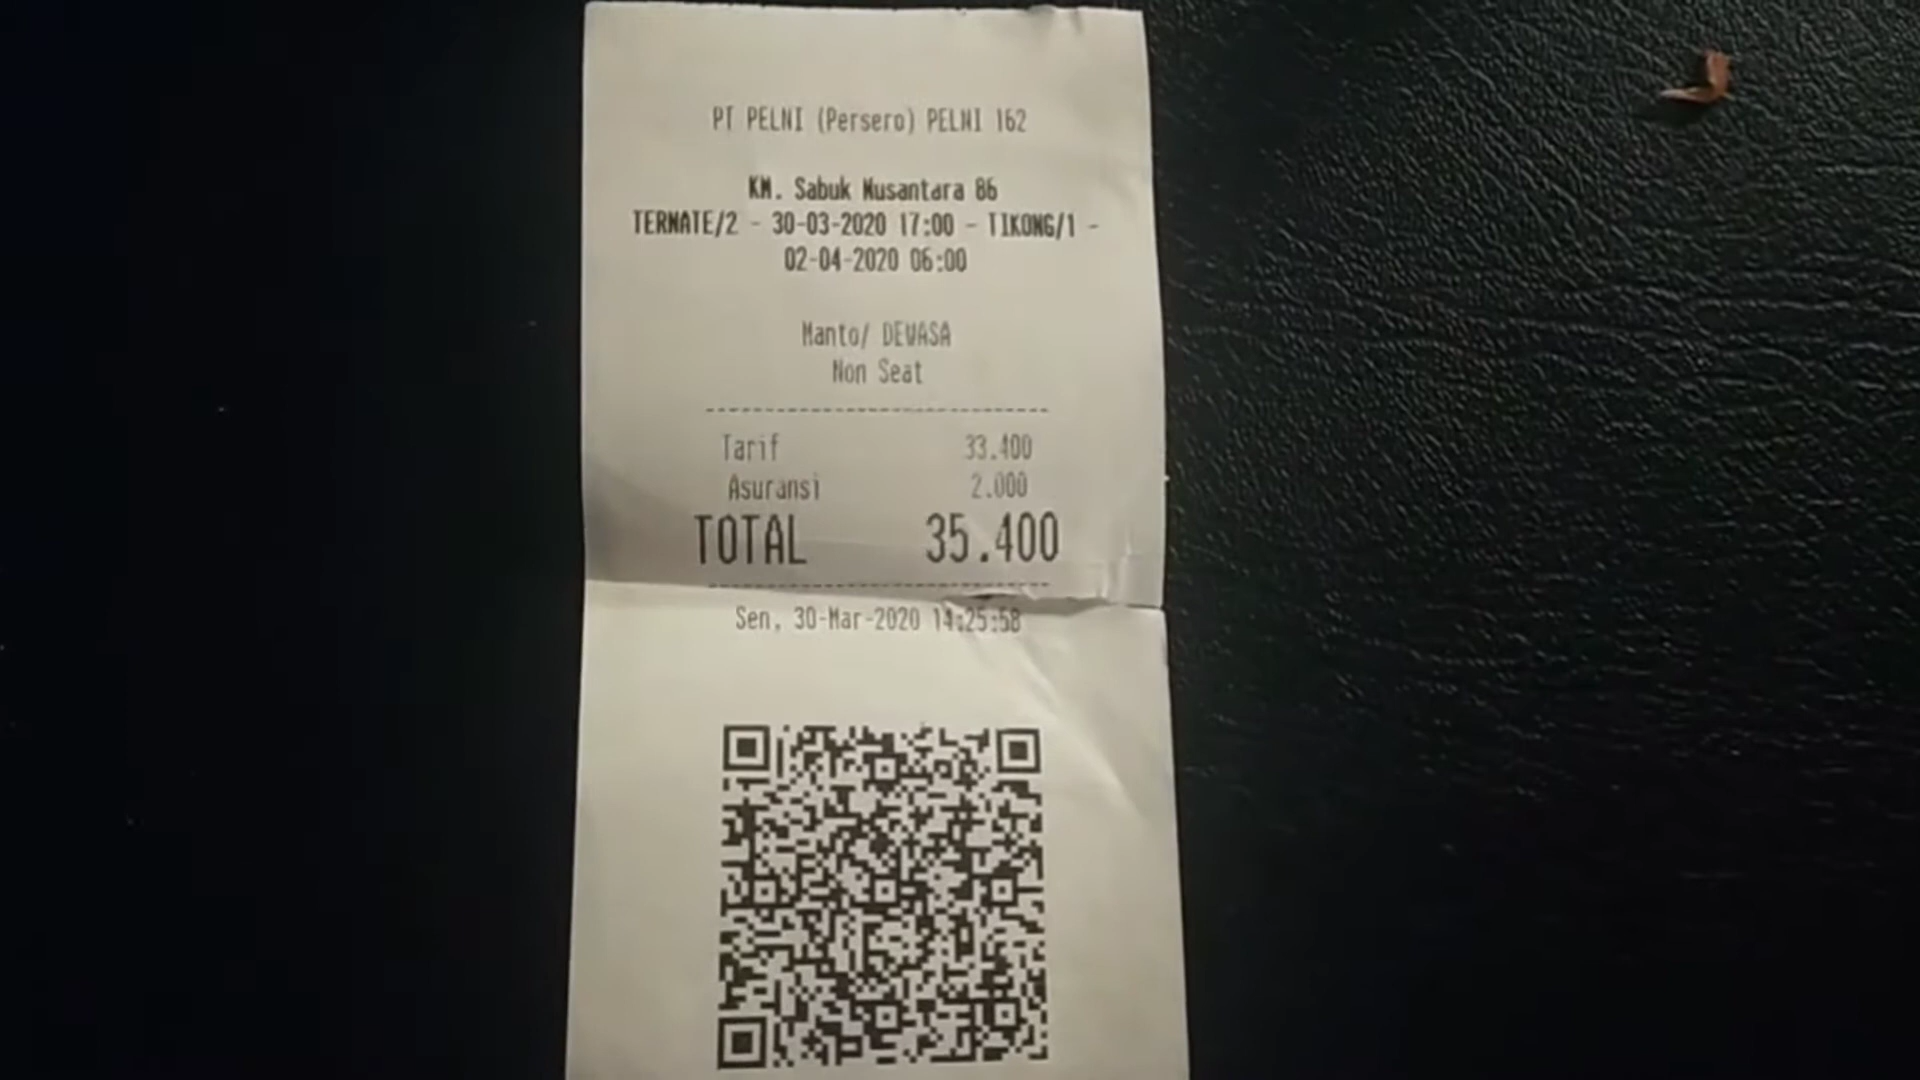 PT PELNI (Persero) PELNI 162
KM. Sabuk Nusantara 86
TERNATE/2 - 30-03-2020 17:00 - TIKONG/1 -
02-04-2020 06:00
Manto/ DEWASA
Non Seat
Tarif 33.400
Asuransi 2.000
TOTAL 35.400
Sen, 30-Mar-2020 14:25:58